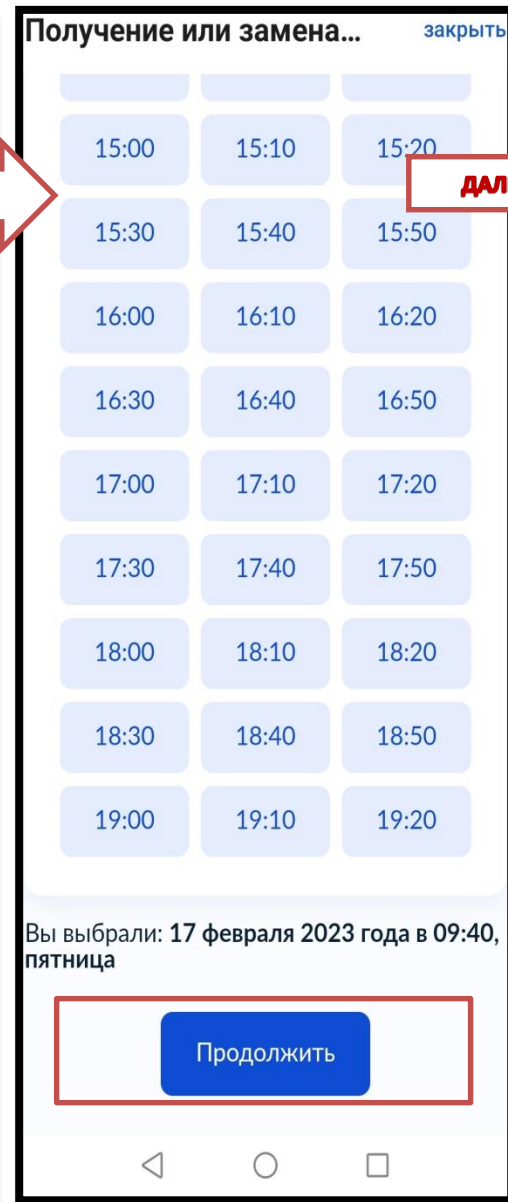 Получение или замена... закрыть
15:00 15:10 15:20
ДАЛ
15:30 15:40 15:50
16:00 16:10 16:20
16:30 16:40 16:50
17:00 17:10 17:20
17:30 17:40 17:50
18:00 18:10 18:20
18:30 18:40 18:50
19:00 19:10 19:20
Вы выбрали: 17 февраля 2023 года в 09:40,
пятница
Продолжить